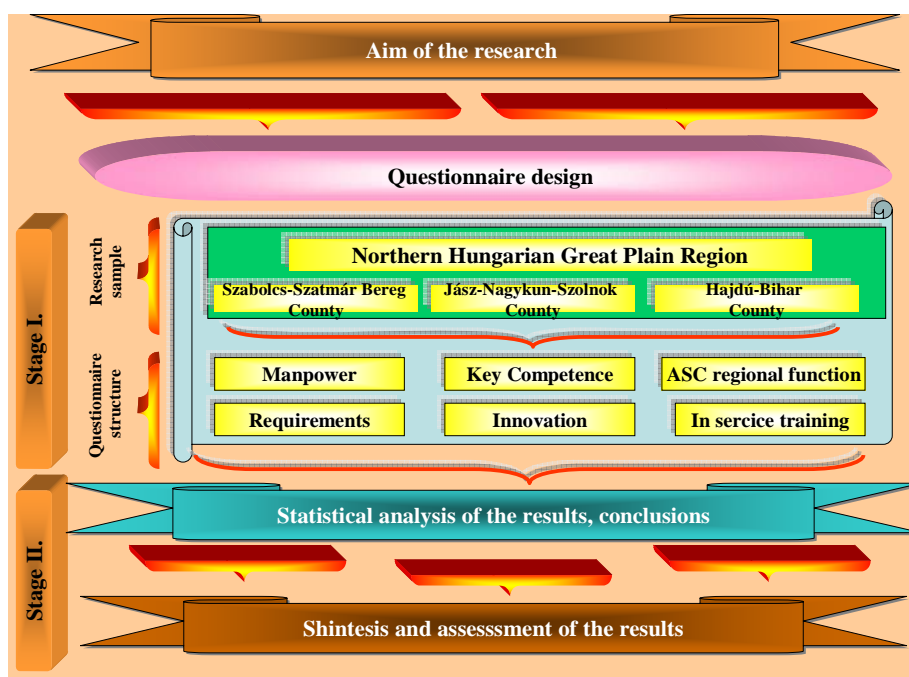 Aim of the research
Questionnaire design
Stage I.
Research
sample
Northern Hungarian Great Plain Region
Szabolcs-Szatmár Bereg
County
Jász-Nagykun-Szolnok
County
Hajdú-Bihar
County
Questionnaire
structure
Manpower
Key Competence
ASC regional function
Requirements
Innovation
In sercice training
Stage II.
Statistical analysis of the results, conclusions
Shintesis and assesssment of the results